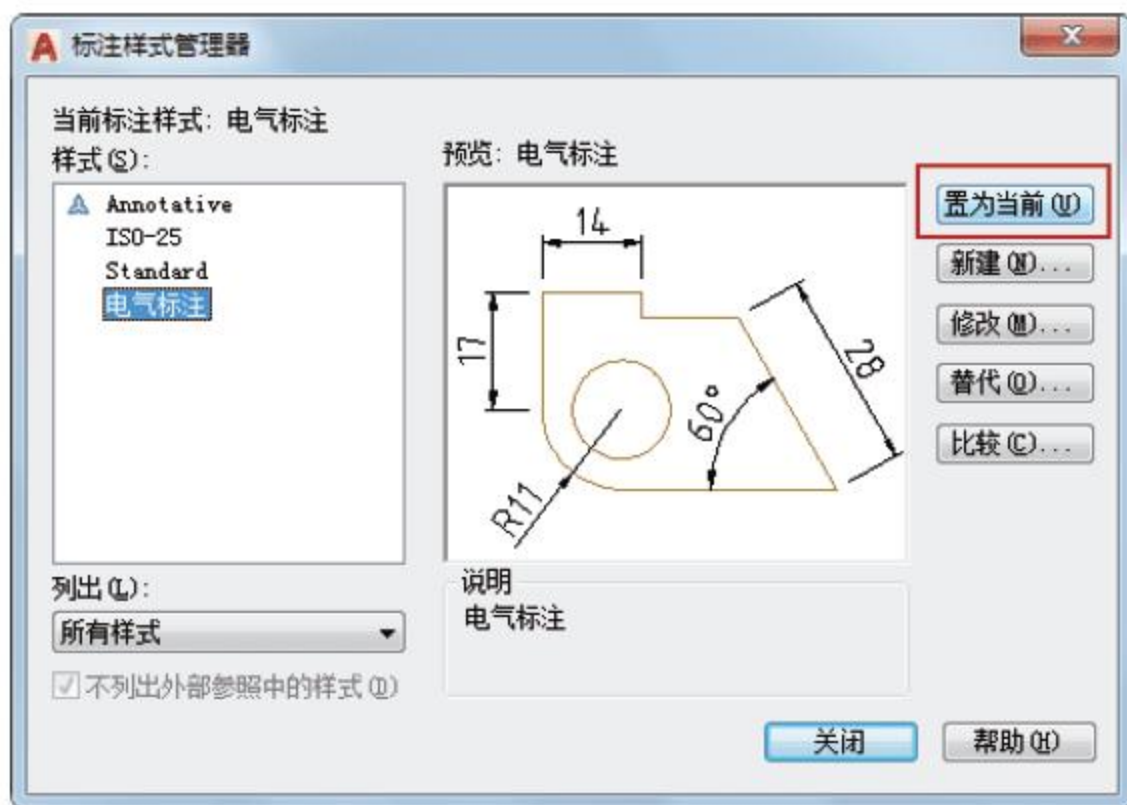 标注样式管理器
当前标注样式: 电气标注
样式(S):
Annotative
ISO-25
Standard
电气标注
列出(L):
所有样式
不列出外部参照中的样式(D)
预览: 电气标注
14
17
28
60°
R11
说明
电气标注
置为当前(U)
新建(N)...
修改(M)...
替代(O)...
比较(C)...
关闭
帮助(H)